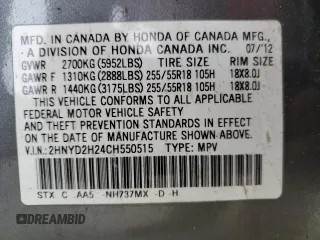 MFD. IN CANADA BY HONDA OF CANADA MFG.,
A DIVISION OF HONDA CANADA INC. 07/12
GVWR 2700KG (5952LBS) TIRE SIZE RIM SIZE
GAWR F 1310KG (2888LBS) 255/55R18 105H 18X8.0J
GAWR R 1440KG (3175LBS) 255/55R18 105H 18X8.0J
THIS VEHICLE CONFORMS TO ALL APPLICABLE
FEDERAL MOTOR VEHICLE SAFETY
AND THEFT PREVENTION STANDARDS IN EFFECT
ON THE DATE OF MANUFACTURE SHOWN ABOVE.
V.I.N.: 2HNYD2H24CH550515 TYPE: MPV
STX C AA5 NH737MX D H
DREAMBID